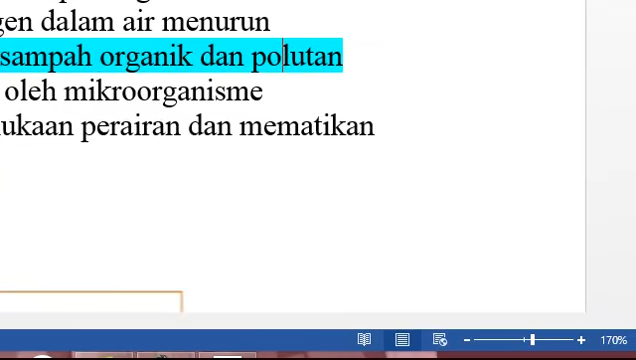 gen dalam air menurun
sampah organik dan polutan
oleh mikroorganisme
ukaan perairan dan mematikan
170%